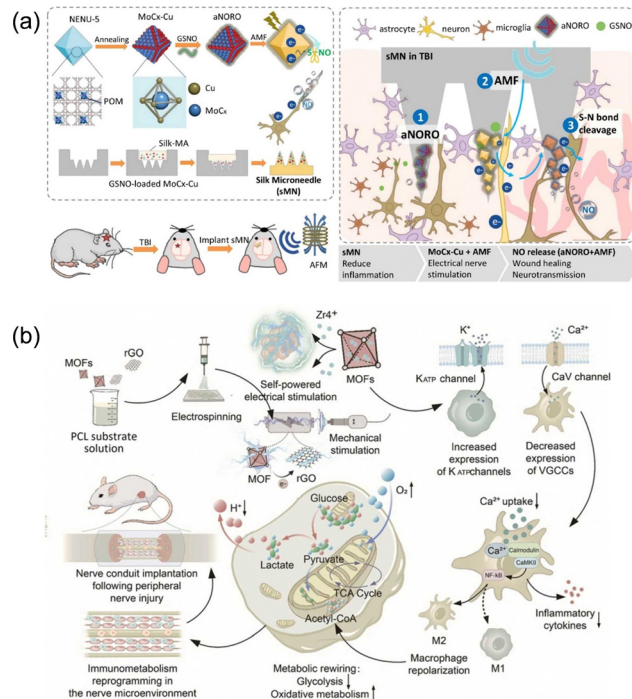 (a)
NENU-5
Annealing
MoCx-Cu
GSNO
aNORO
AMF
e-
S-NO
POM
Cu
MoCx
NO
Silk-MA
GSNO-loaded MoCx-Cu
Silk Microneedle
(sMN)
TBI
Implant sMN
AFM
astrocyte
neuron
microglia
aNORO
GSNO
sMN in TBI
1
aNORO
2 AMF
3
S-N bond
cleavage
e-
NO
sMN
Reduce
inflammation
MoCx-Cu + AMF
Electrical nerve
stimulation
NO release (aNORO+AMF)
Wound healing
Neurotransmission
(b)
MOFs
rGO
PCL substrate
solution
Electrospinning
Zr4+
MOFs
Self-powered
electrical stimulation
Mechanical
stimulation
MOF
rGO
K+
KATP channel
Increased
expression
of K ATP channels
Ca2+
CaV channel
Decreased
expression
of VGCCs
Ca2+ uptake
Ca2+
Calmodulin
CaMKII
NF-kB
Inflammatory
cytokines
M2
Macrophage
repolarization
M1
H+
O2
Glucose
Lactate
Pyruvate
TCA Cycle
Acetyl-CoA
Metabolic rewiring:
Glycolysis
Oxidative metabolism
Nerve conduit implantation
following peripheral
nerve injury
Immunometabolism
reprogramming in
the nerve microenvironment